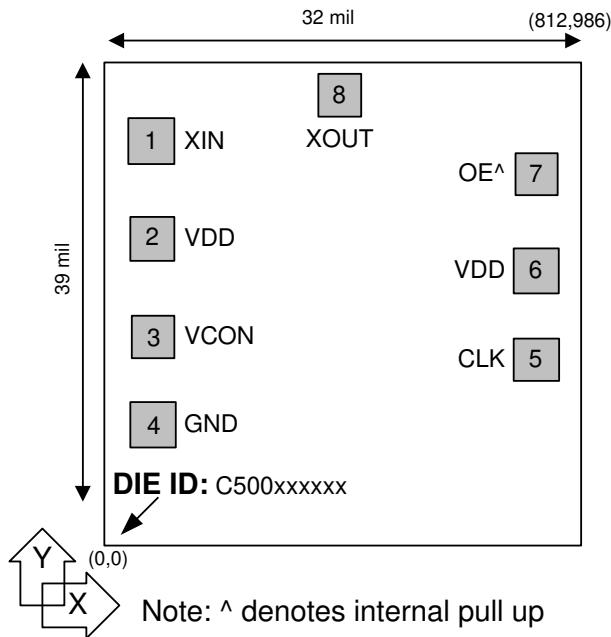 32 mil
(812,986)
39 mil
8
XOUT
1 XIN
OE^ 7
2 VDD
VDD 6
3 VCON
CLK 5
4 GND
DIE ID: C500xxxxxx
(0,0)
Y
X
Note: ^ denotes internal pull up